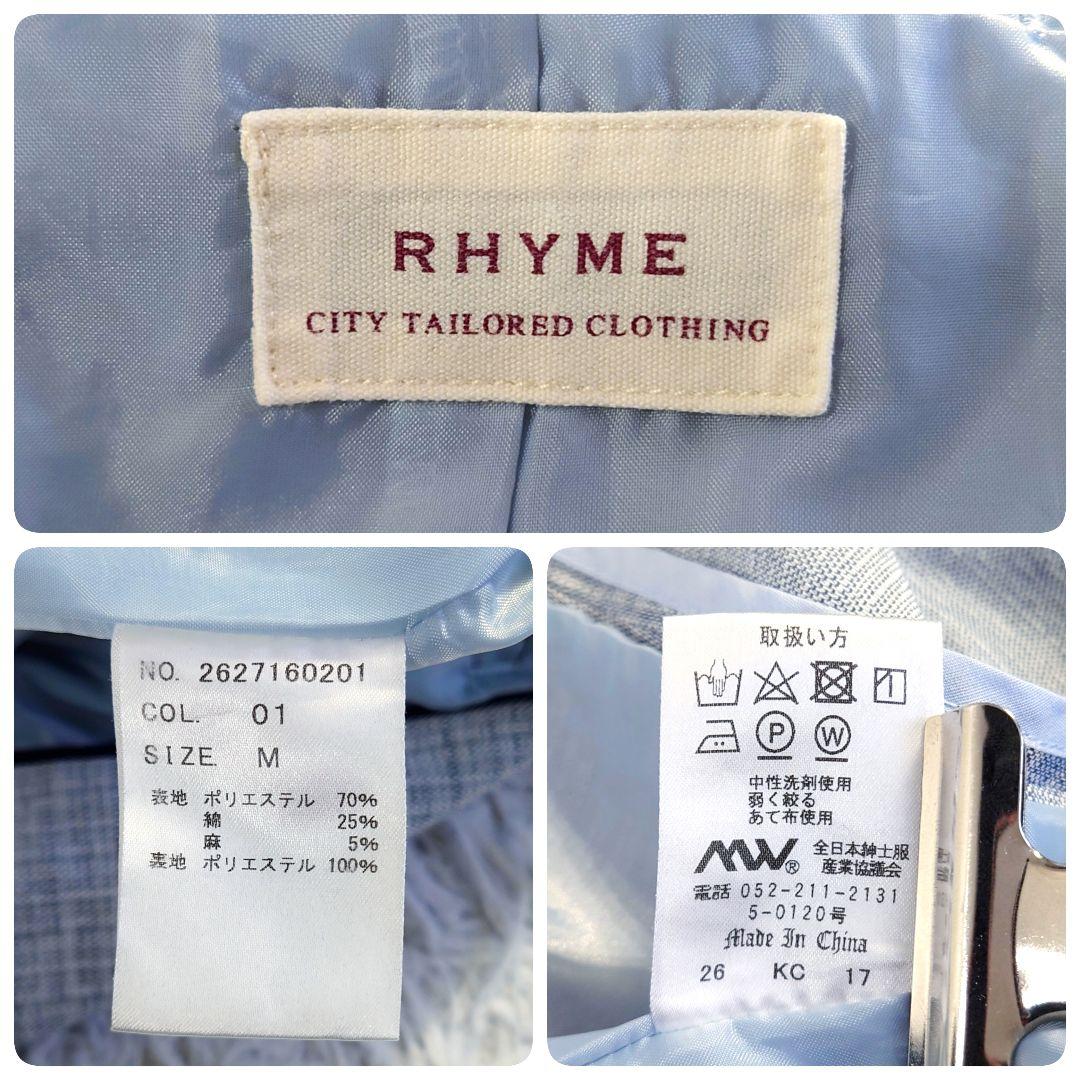 RHYME
CITY TAILORED CLOTHING
NO. 2627160201
COL. 01
SIZE. M
表地 ポリエステル 70%
綿 25%
麻 5%
裏地 ポリエステル 100%
取扱い方
P W
中性洗剤使用
弱く絞る
あて布使用
MW® 全日本紳士服
産業協議会
電話 052-211-2131
5-0120号
Made In China
26 KC 17